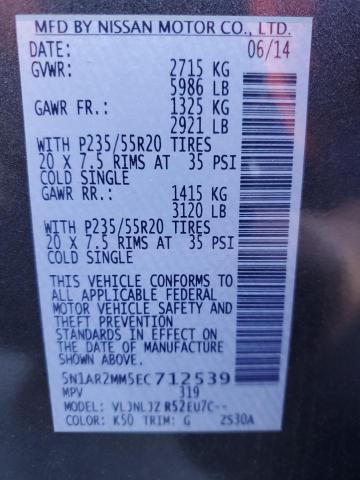 MFD BY NISSAN MOTOR CO., LTD.
DATE: 06/14
GVWR: 2715 KG
5986 LB
GAWR FR.: 1325 KG
2921 LB
WITH P235/55R20 TIRES
20 X 7.5 RIMS AT 35 PSI
COLD SINGLE
GAWR RR.: 1415 KG
3120 LB
WITH P235/55R20 TIRES
20 X 7.5 RIMS AT 35 PSI
COLD SINGLE
THIS VEHICLE CONFORMS TO
ALL APPLICABLE FEDERAL
MOTOR VEHICLE SAFETY AND
THEFT PREVENTION
STANDARDS IN EFFECT ON
THE DATE OF MANUFACTURE
SHOWN ABOVE.
5N1AR2MM5EC712539
MPV 319
MODEL: VLJNLJZ R52EU7C--
COLOR: K50 TRIM: G ZS30A